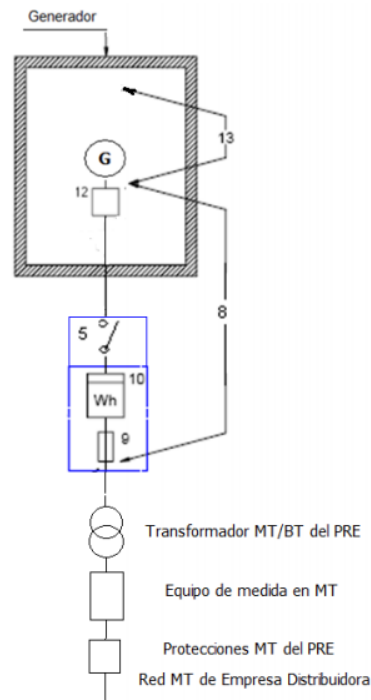 Generador
13
G
12
8
5
10
Wh
9
Transformador MT/BT del PRE
Equipo de medida en MT
Protecciones MT del PRE
Red MT de Empresa Distribuidora